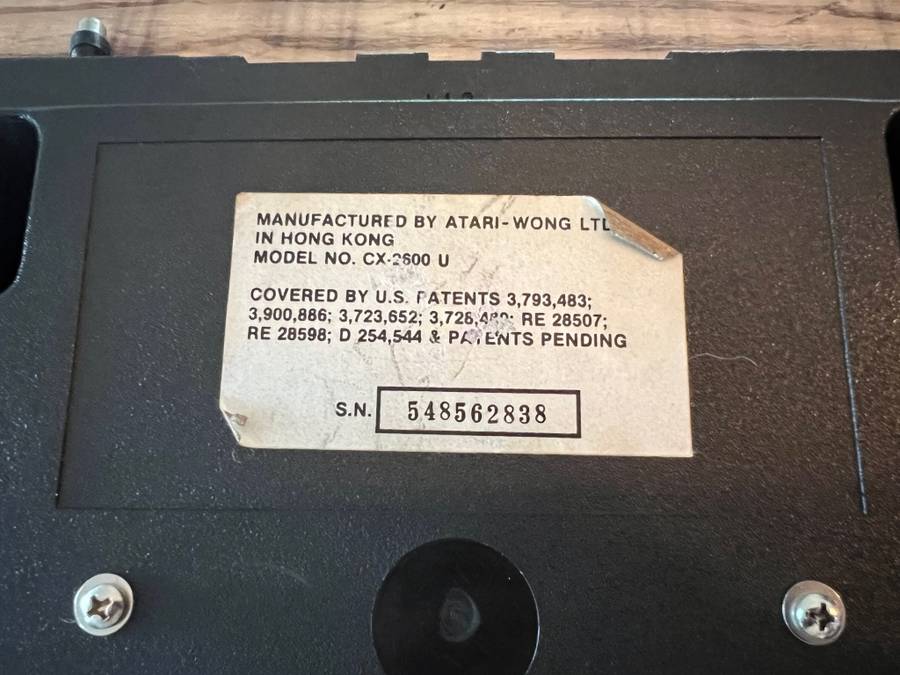 MANUFACTURED BY ATARI-WONG LTD
IN HONG KONG
MODEL NO. CX-2600 U
COVERED BY U.S. PATENTS 3,793,483;
3,900,886; 3,723,652; RE 28507;
RE 28598; D 254,544 & PATENTS PENDING
S.N. 548562838